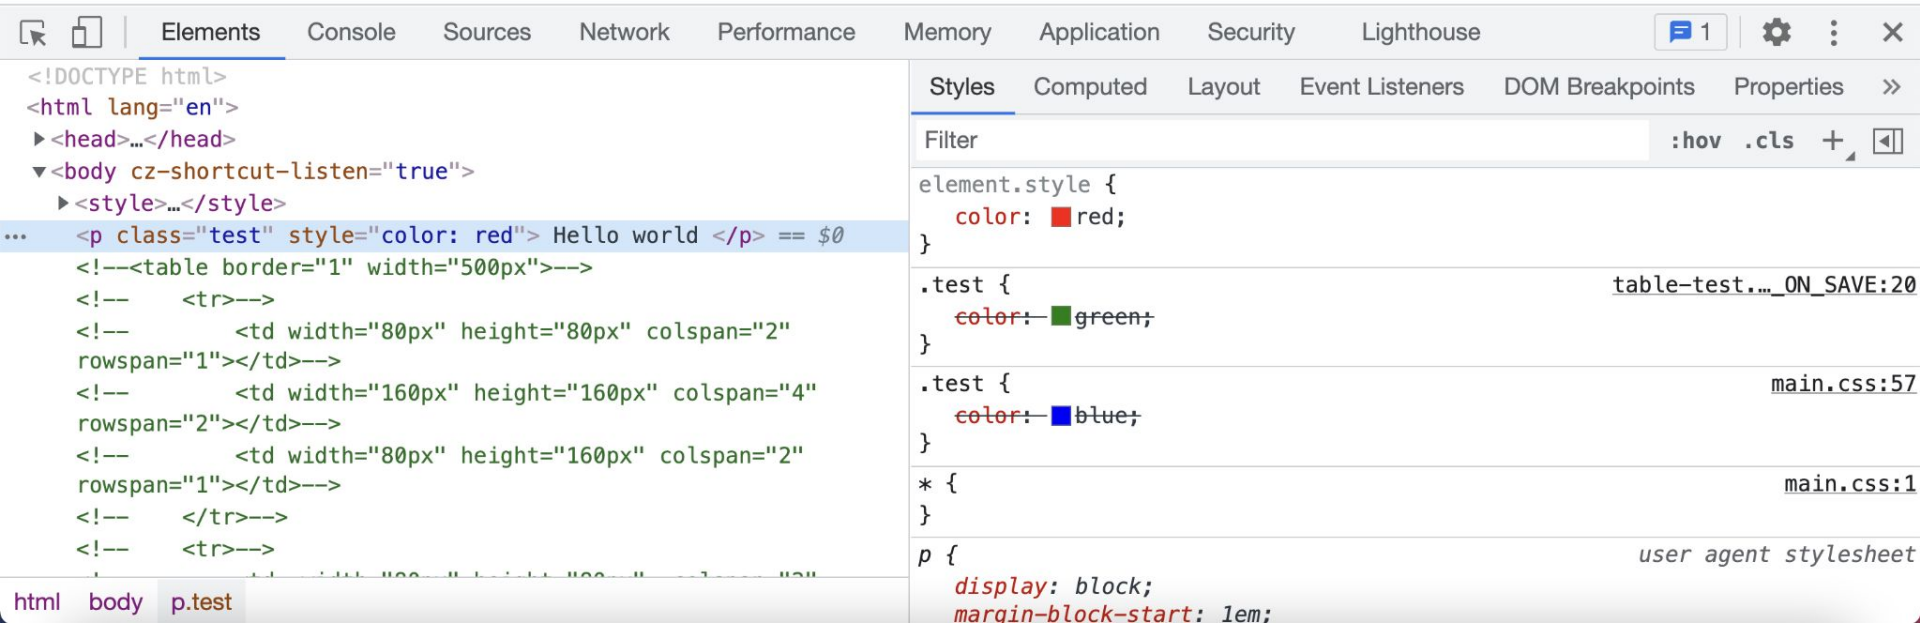 Elements Console Sources Network Performance Memory Application Security Lighthouse 1
<!DOCTYPE html>
<html lang="en">
<head>…</head>
<body cz-shortcut-listen="true">
<style>…</style>
<p class="test" style="color: red"> Hello world </p> == $0
<!--<table border="1" width="500px">-->
<!--    <tr>-->
<!--        <td width="80px" height="80px" colspan="2"
rowspan="1"></td>-->
<!--        <td width="160px" height="160px" colspan="4"
rowspan="2"></td>-->
<!--        <td width="80px" height="160px" colspan="2"
rowspan="1"></td>-->
<!--    </tr>-->
<!--    <tr>-->
html body p.test
Styles Computed Layout Event Listeners DOM Breakpoints Properties »
Filter :hov .cls +
element.style {
color: red;
}
.test { table-test.…_ON_SAVE:20
color: green;
}
.test { main.css:57
color: blue;
}
* { main.css:1
}
p { user agent stylesheet
display: block;
margin-block-start: 1em;